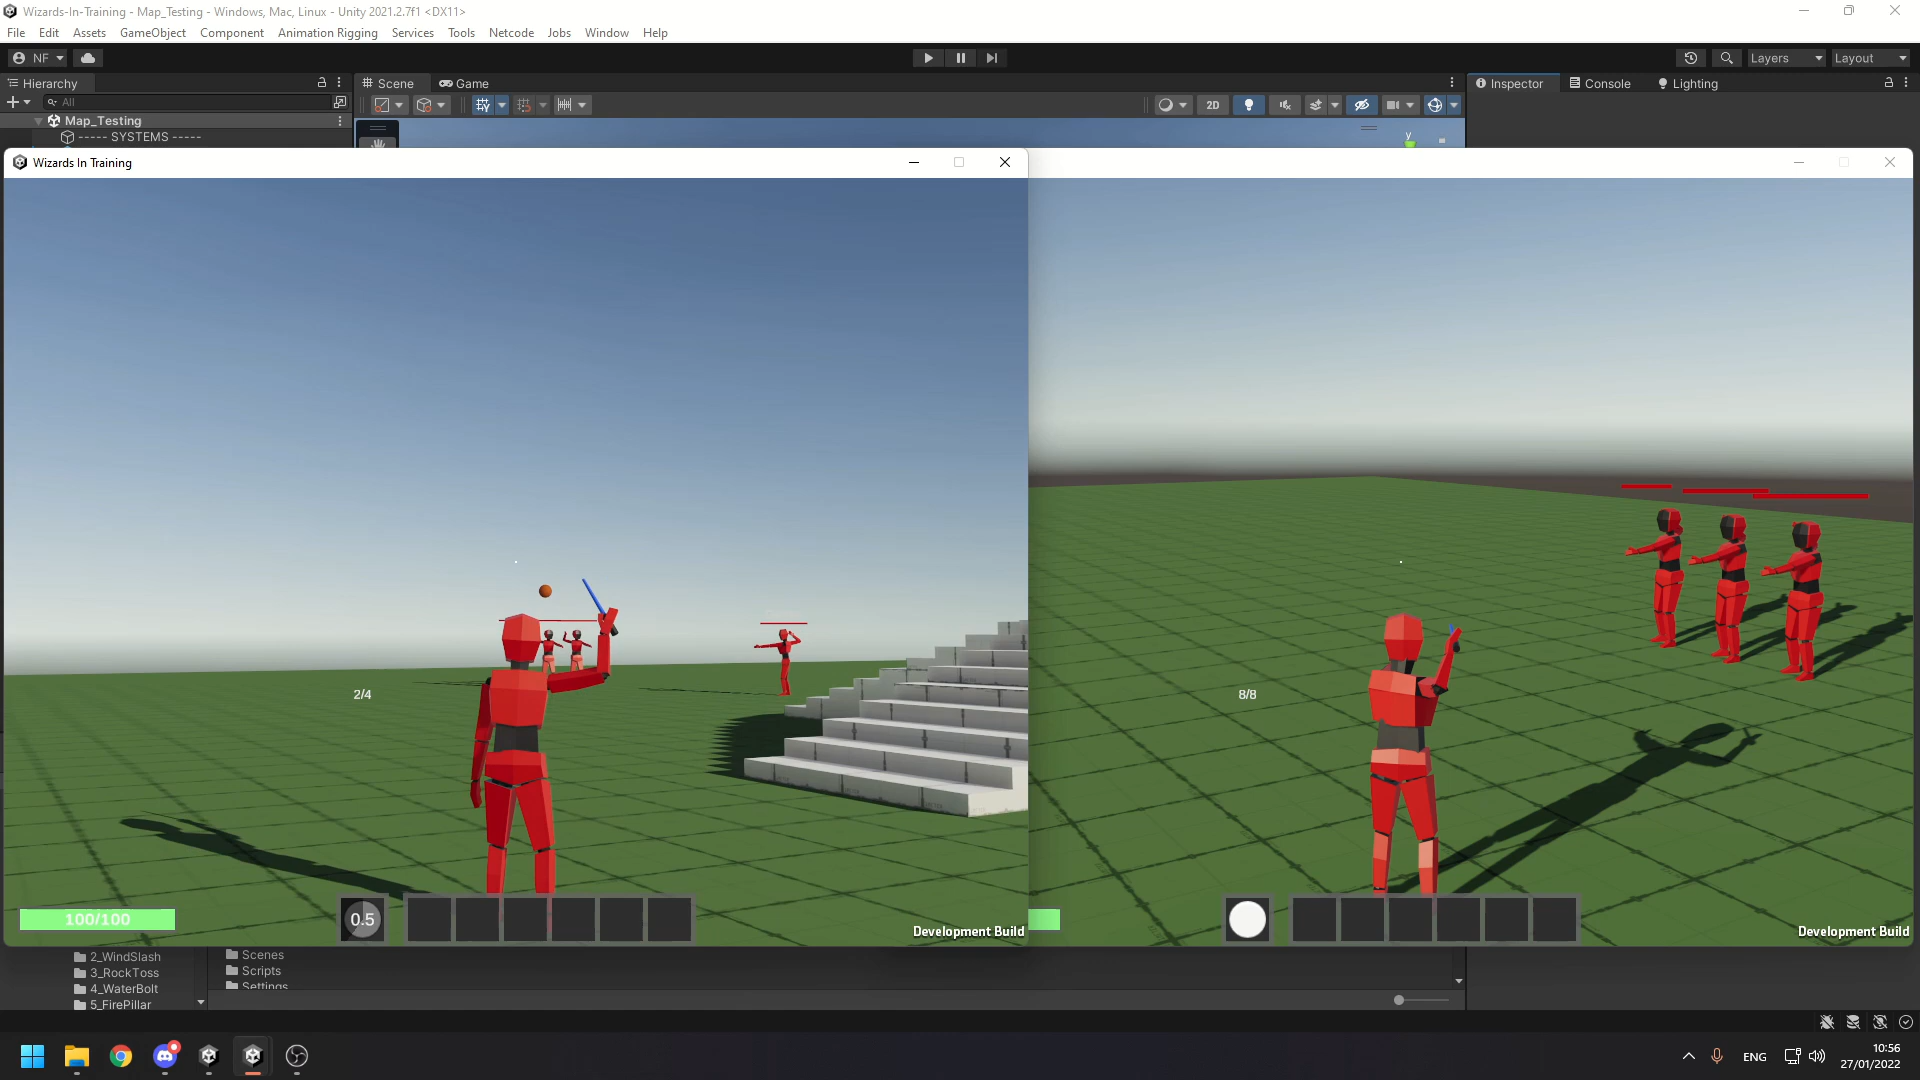 Wizards-In-Training - Map_Testing - Windows, Mac, Linux - Unity 2021.2.7f1 <DX11>
File Edit Assets GameObject Component Animation Rigging Services Tools Netcode Jobs Window Help
NF
Layers
Layout
Hierarchy
Scene
Game
Inspector
Console
Lighting
All
2D
Map_Testing
----- SYSTEMS -----
y
Wizards In Training
2/4
8/8
100/100
0.5
Development Build
Development Build
2_WindSlash
3_RockToss
4_WaterBolt
5_FirePillar
Scenes
Scripts
Settings
ENG
10:56
27/01/2022